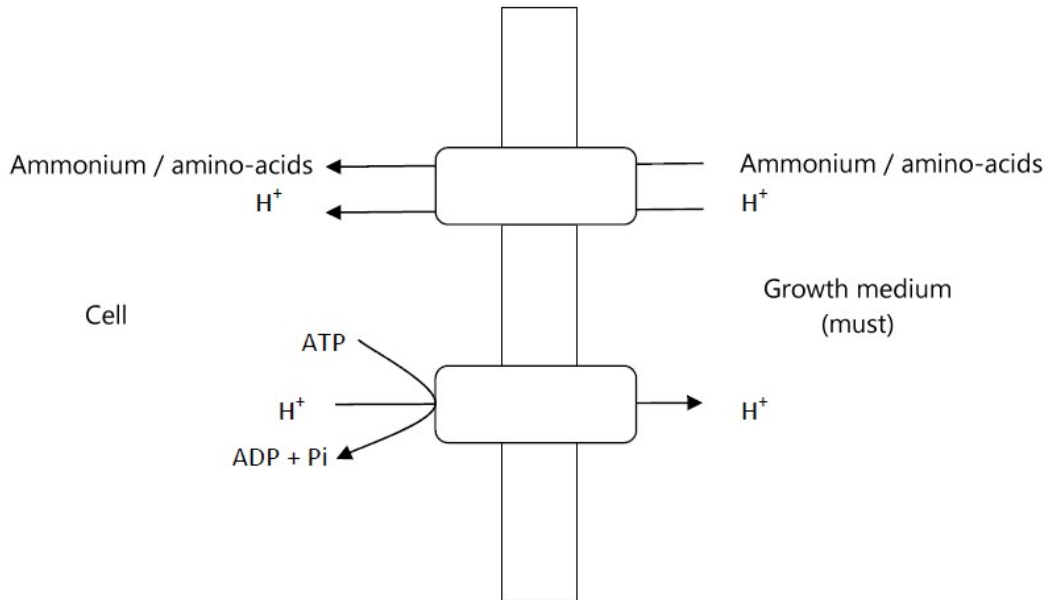 Ammonium / amino-acids
H⁺
Ammonium / amino-acids
H⁺
Cell
Growth medium
(must)
ATP
H⁺
ADP + Pi
H⁺